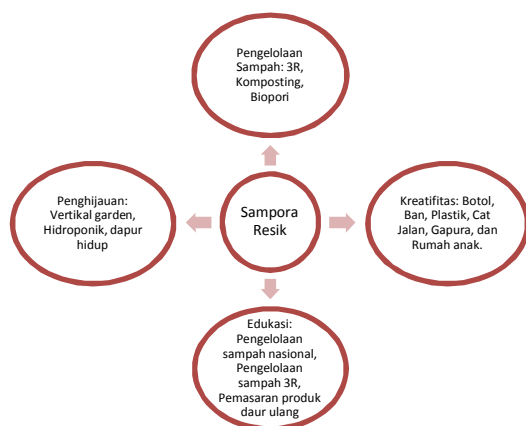 Pengelolaan
Sampah: 3R,
Komposting,
Biopori
Penghijauan:
Vertikal garden,
Hidroponik, dapur
hidup
Sampora
Resik
Kreatifitas: Botol,
Ban, Plastik, Cat
Jalan, Gapura, dan
Rumah anak.
Edukasi:
Pengelolaan
sampah nasional,
Pengelolaan
sampah 3R,
Pemasaran produk
daur ulang